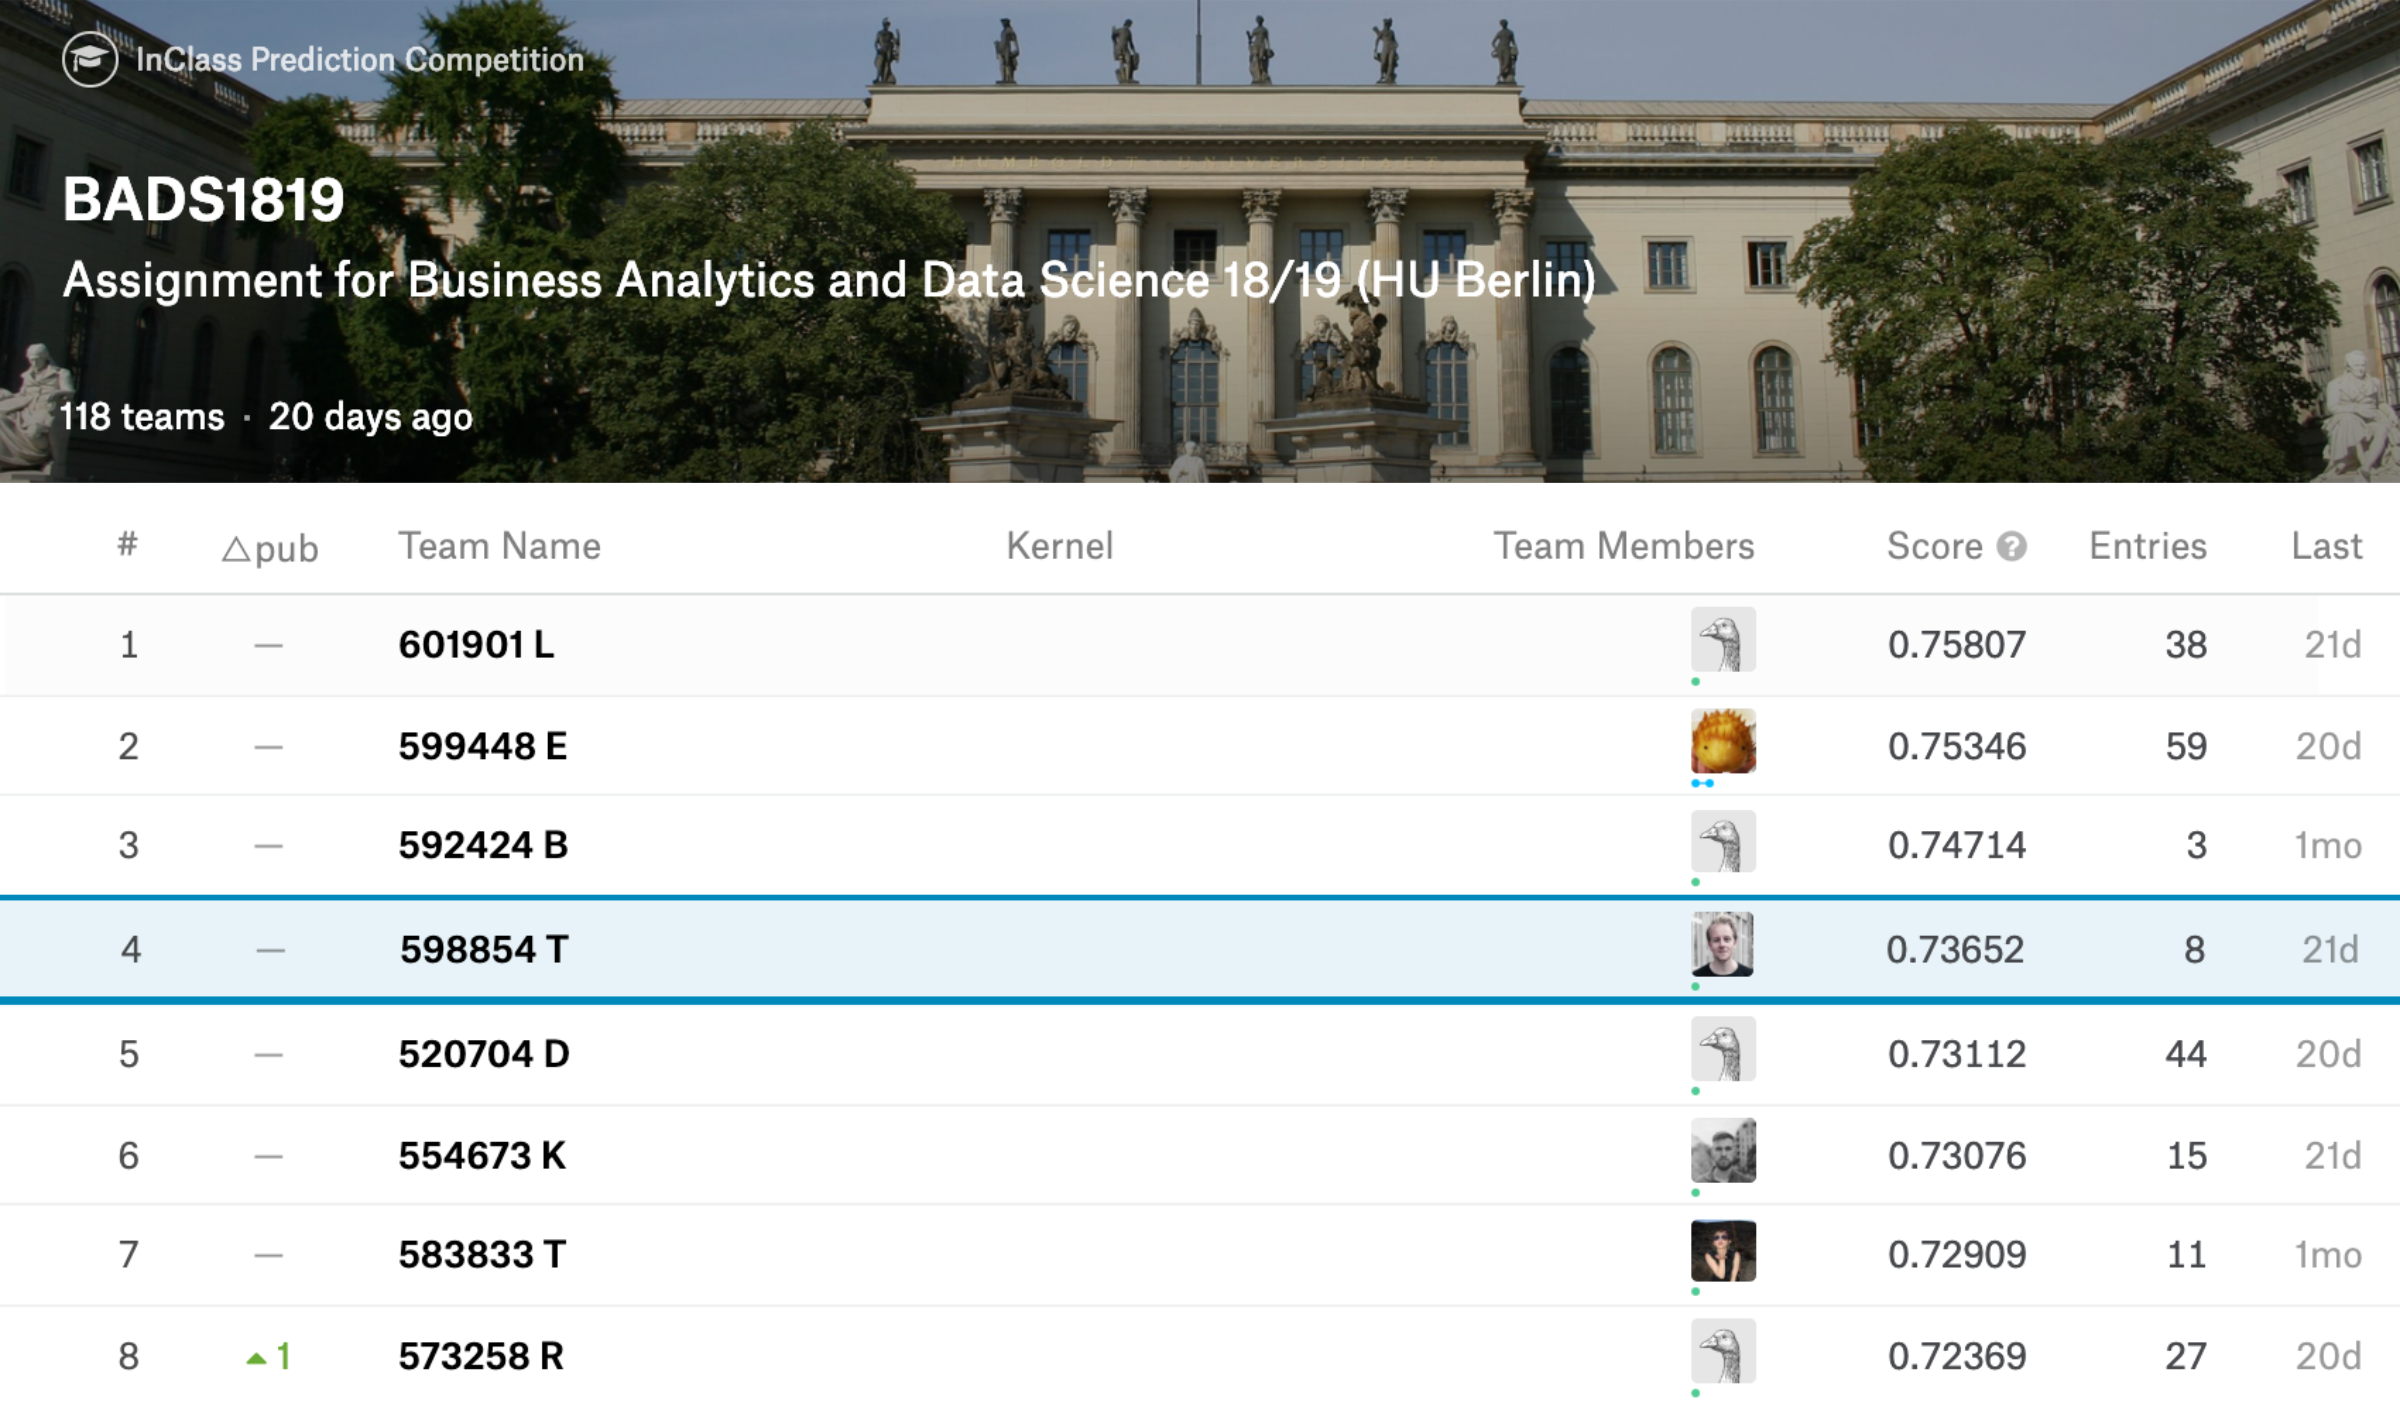 InClass Prediction Competition
HUMBOLDT-UNIVERSITAET
BADS1819
Assignment for Business Analytics and Data Science 18/19 (HU Berlin)
118 teams · 20 days ago
# △pub Team Name Kernel Team Members Score ? Entries Last
1 — 601901 L 0.75807 38 21d
2 — 599448 E 0.75346 59 20d
3 — 592424 B 0.74714 3 1mo
4 — 598854 T 0.73652 8 21d
5 — 520704 D 0.73112 44 20d
6 — 554673 K 0.73076 15 21d
7 — 583833 T 0.72909 11 1mo
8 ▲1 573258 R 0.72369 27 20d